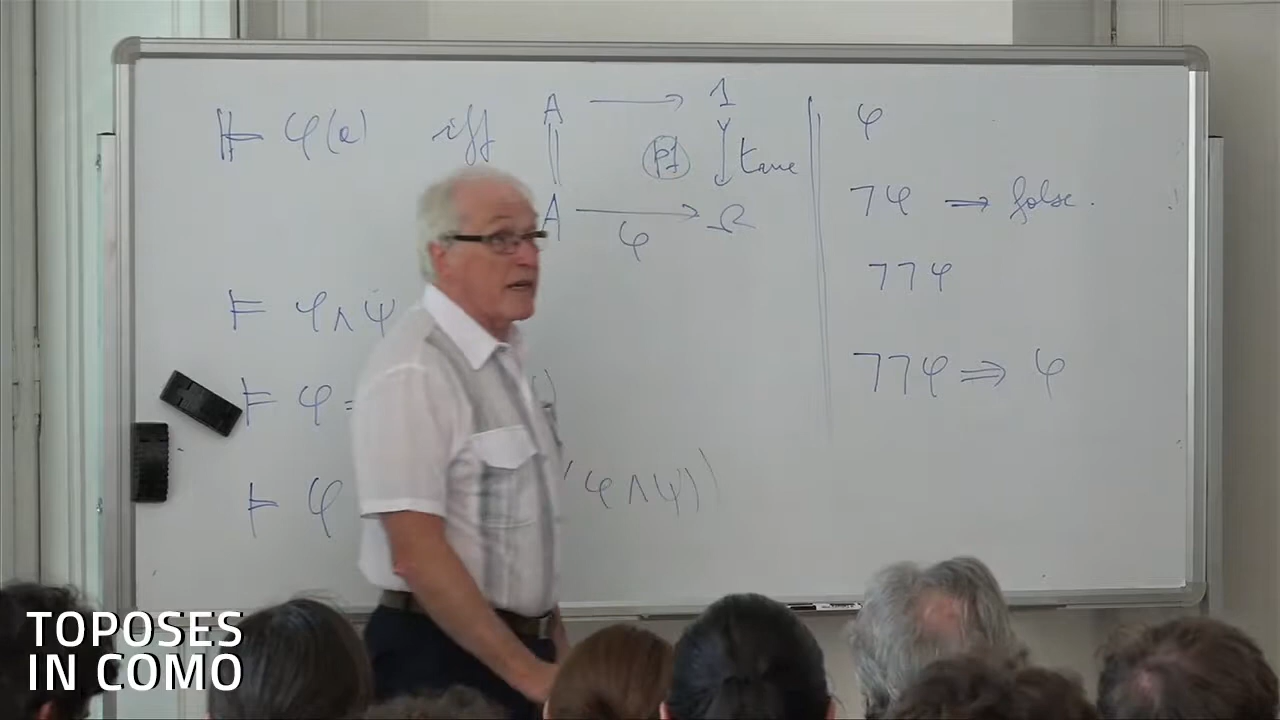 ⊩ φ(a) iff A → 1
p1 true
A → Ω
φ
⊨ φ∧ψ
⊨ φ =
⊨ φ φ∧ψ))
φ
¬φ ⟹ false.
¬¬φ
¬¬φ ⟹ φ
TOPOSES
IN COMO